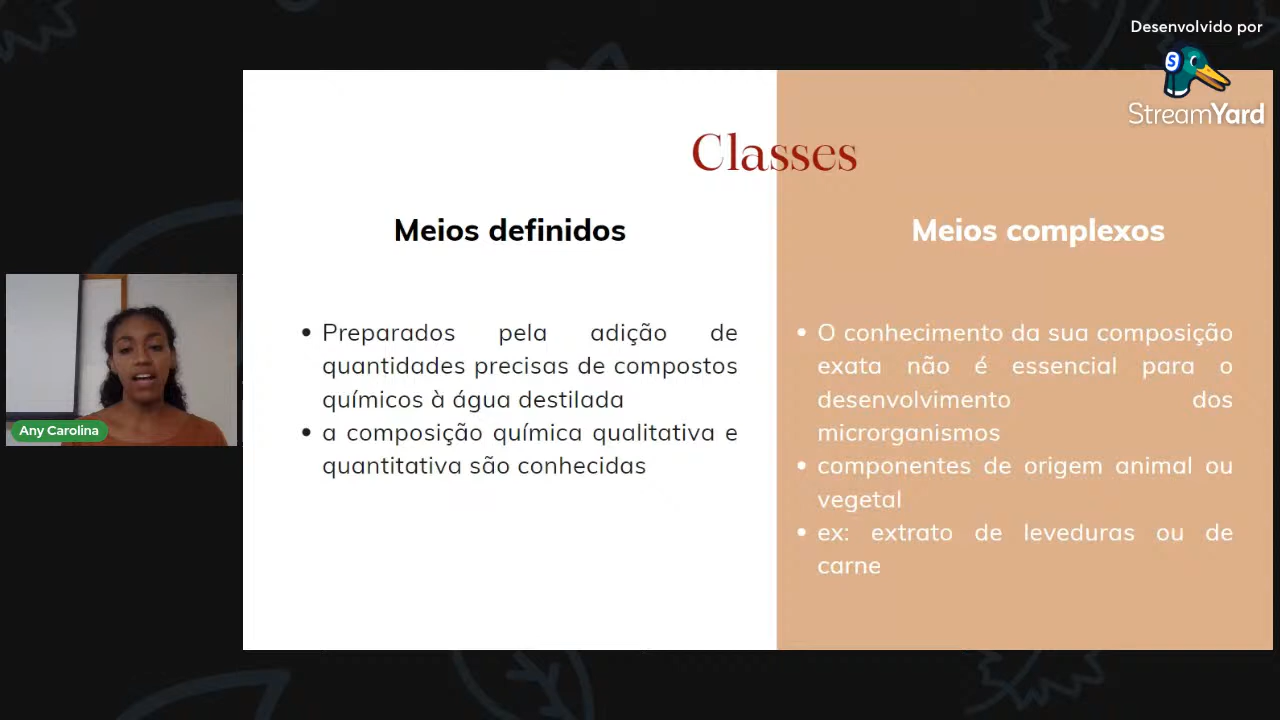 Desenvolvido por
StreamYard
Classes
Meios definidos
Preparados pela adição de
quantidades precisas de compostos
químicos à água destilada
a composição química qualitativa e
quantitativa são conhecidas
Meios complexos
O conhecimento da sua composição
exata não é essencial para o
desenvolvimento dos
microrganismos
componentes de origem animal ou
vegetal
ex: extrato de leveduras ou de
carne
Any Carolina